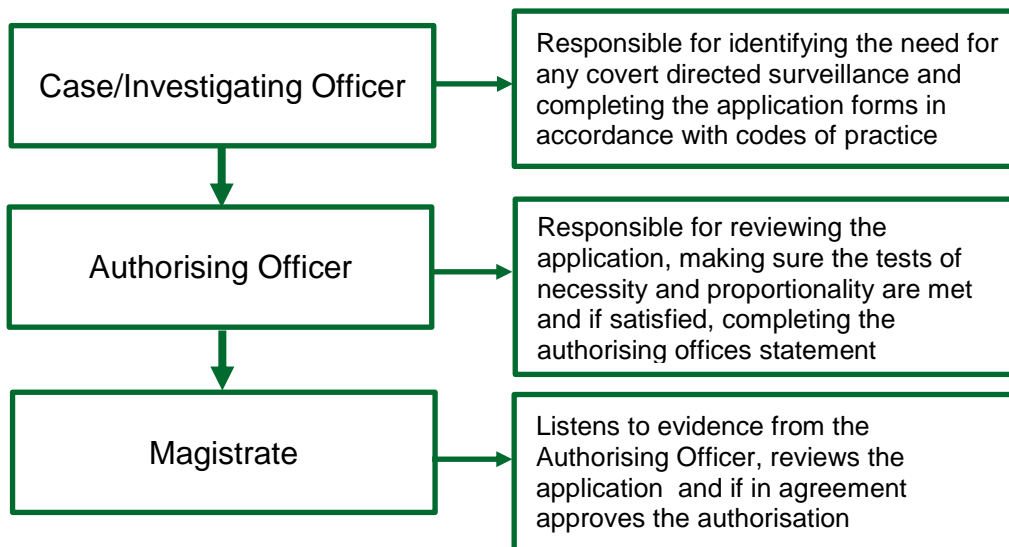 Case/Investigating Officer
Responsible for identifying the need for
any covert directed surveillance and
completing the application forms in
accordance with codes of practice
Authorising Officer
Responsible for reviewing the
application, making sure the tests of
necessity and proportionality are met
and if satisfied, completing the
authorising offices statement
Magistrate
Listens to evidence from the
Authorising Officer, reviews the
application  and if in agreement
approves the authorisation